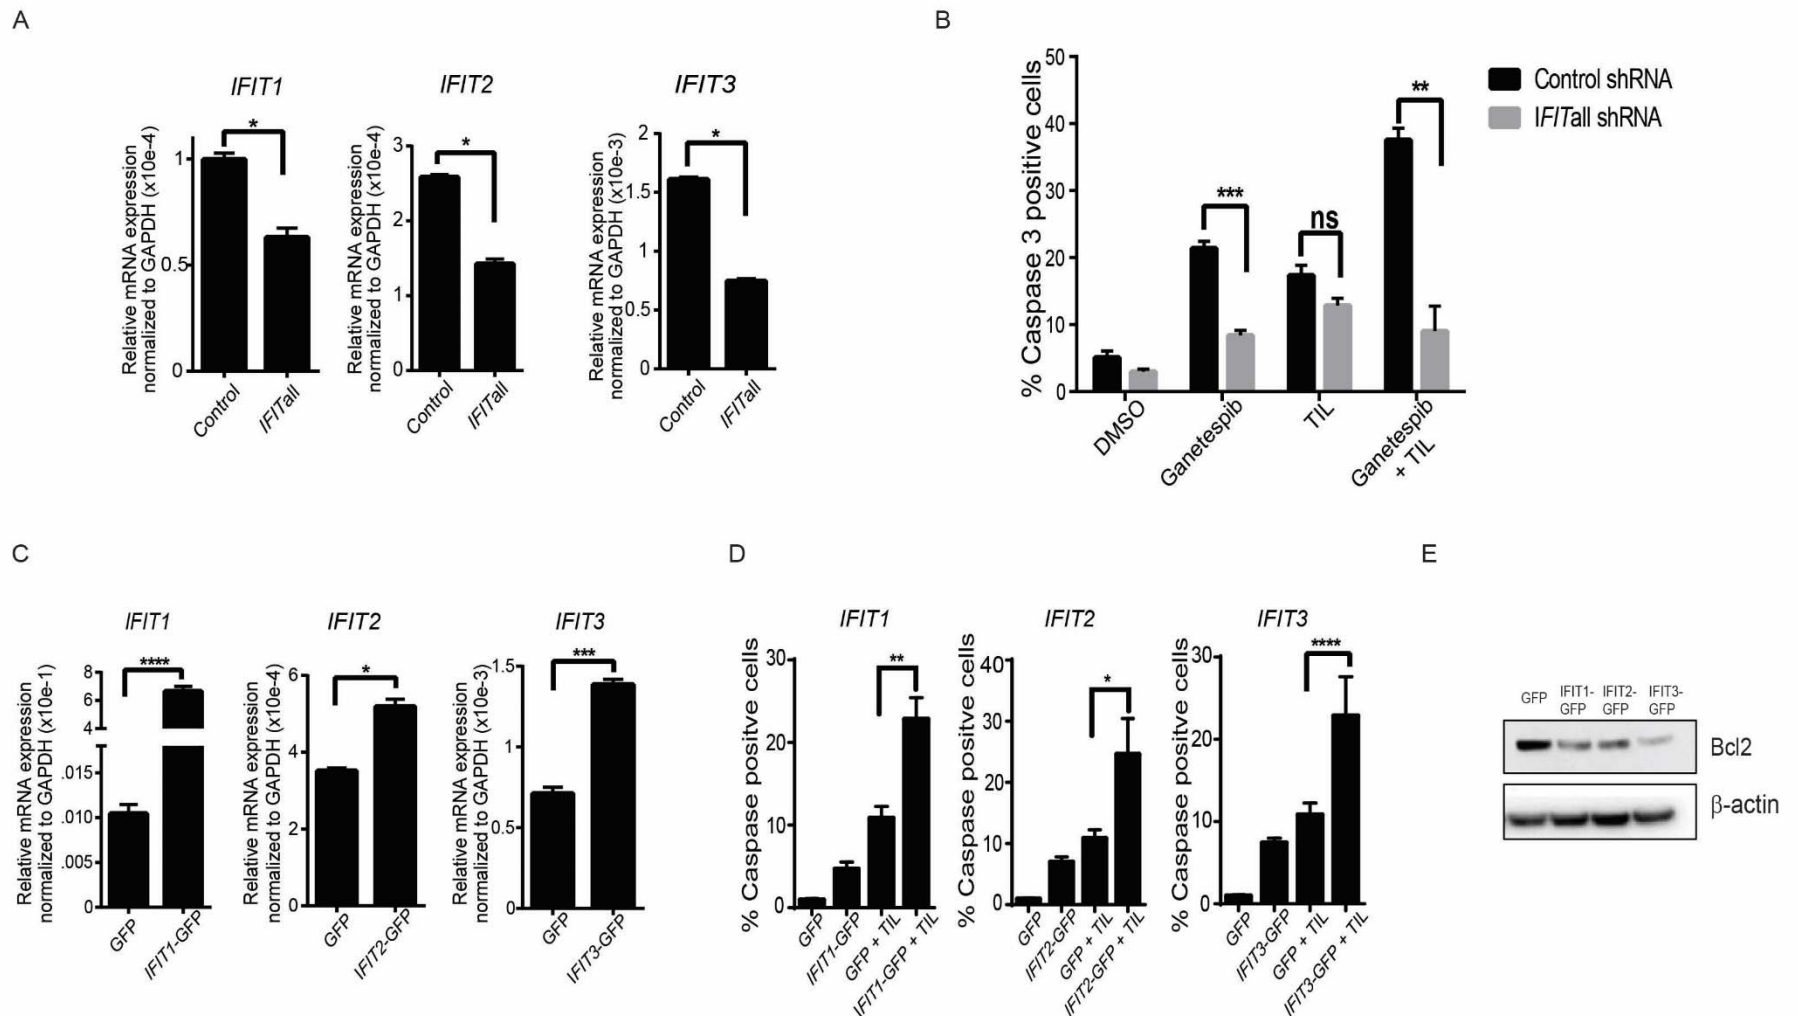 A
IFIT1
Relative mRNA expression
normalized to GAPDH (x10e-4)
1
0.5
0
*
Control
IFITall
IFIT2
Relative mRNA expression
normalized to GAPDH (x10e-4)
3
2
1
0
*
Control
IFITall
IFIT3
Relative mRNA expression
normalized to GAPDH (x10e-3)
2
1.5
1
0.5
0
*
Control
IFITall
B
% Caspase 3 positive cells
50
40
30
20
10
0
***
ns
**
DMSO
Ganetespib
TIL
Ganetespib
+ TIL
Control shRNA
IFITall shRNA
C
IFIT1
Relative mRNA expression
normalized to GAPDH (x10e-1)
8
6
4
.015
.010
.005
0
****
GFP
IFIT1-GFP
IFIT2
Relative mRNA expression
normalized to GAPDH (x10e-4)
6
4
2
0
*
GFP
IFIT2-GFP
IFIT3
Relative mRNA expression
normalized to GAPDH (x10e-3)
1.5
1
0.5
0
***
GFP
IFIT3-GFP
D
IFIT1
% Caspase positve cells
30
20
10
0
**
GFP
IFIT1-GFP
GFP + TIL
IFIT1-GFP + TIL
IFIT2
% Caspase positve cells
40
30
20
10
0
*
GFP
IFIT2-GFP
GFP + TIL
IFIT2-GFP + TIL
IFIT3
% Caspase positve cells
30
20
10
0
****
GFP
IFIT3-GFP
GFP + TIL
IFIT3-GFP + TIL
E
GFP
IFIT1-
GFP
IFIT2-
GFP
IFIT3-
GFP
Bcl2
β-actin